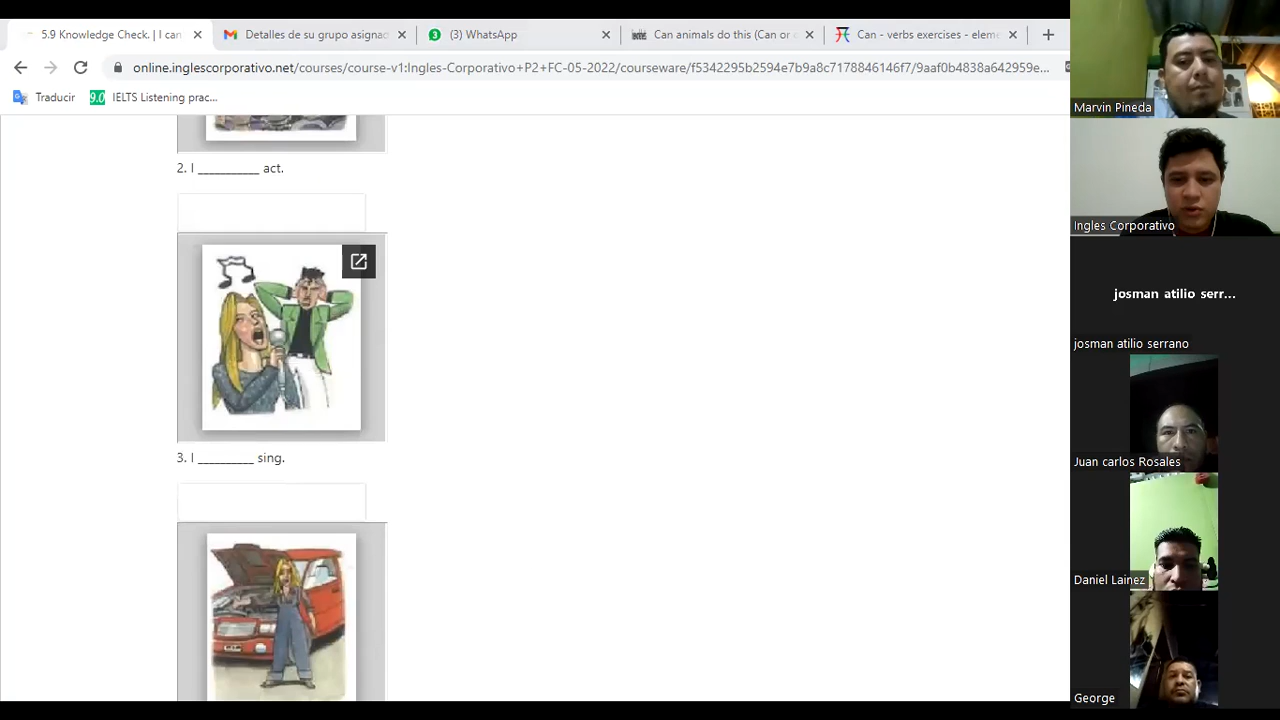 5.9 Knowledge Check. | I can
Detalles de su grupo asignad
(3) WhatsApp
Can animals do this (Can or c
Can - verbs exercises - eleme
online.inglescorporativo.net/courses/course-v1:Ingles-Corporativo+P2+FC-05-2022/courseware/f5342295b2594e7b9a8c7178846146f7/9aaf0b4838a642959e...
Traducir
9.0 IELTS Listening prac...
2. I ___________ act.
3. I __________ sing.
Marvin Pineda
Ingles Corporativo
josman atilio serr...
josman atilio serrano
Juan carlos Rosales
Daniel Lainez
George